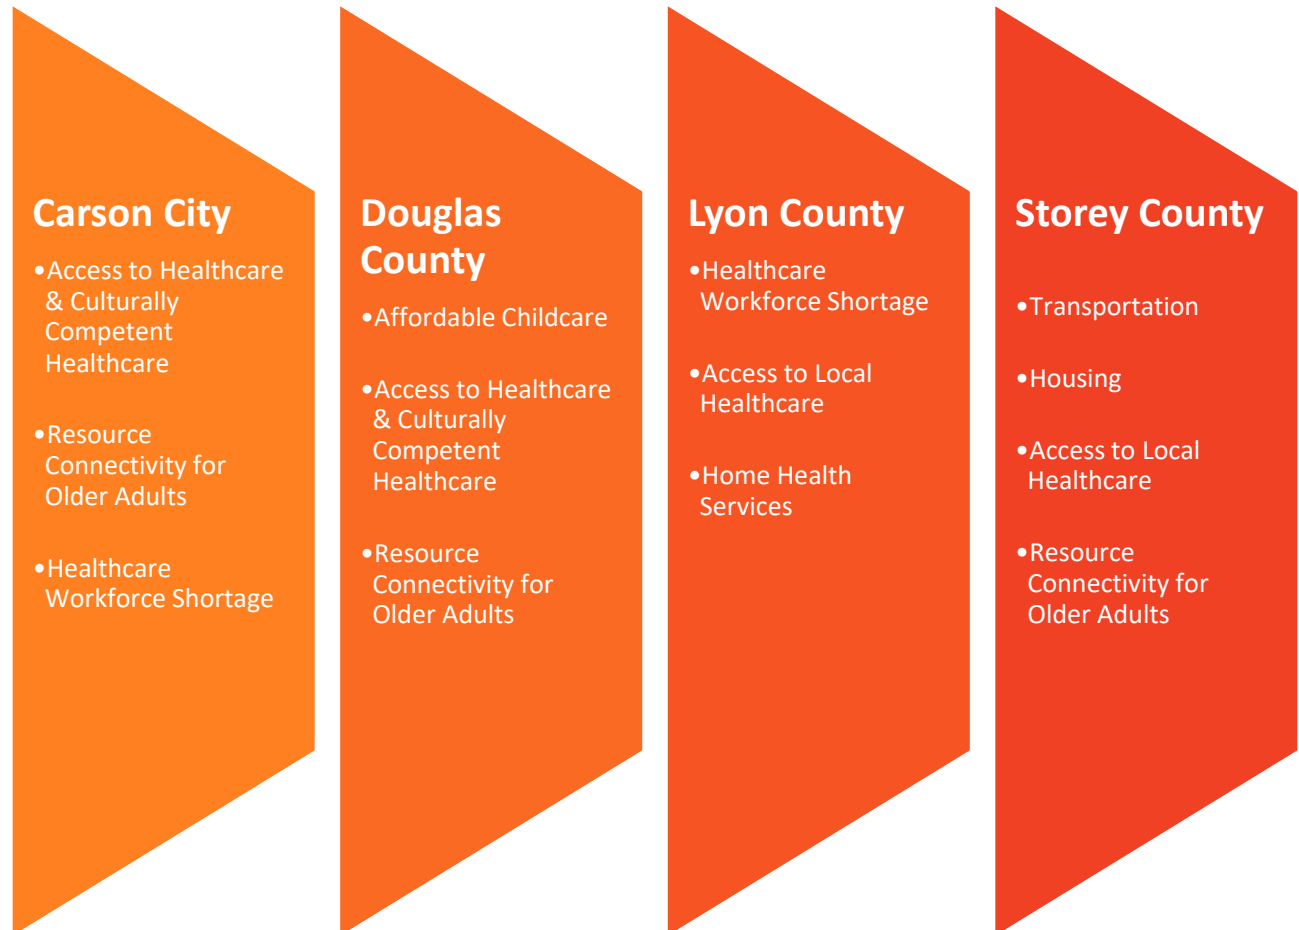 Carson City
•Access to Healthcare
& Culturally
Competent
Healthcare
•Resource
Connectivity for
Older Adults
•Healthcare
Workforce Shortage
Douglas
County
•Affordable Childcare
•Access to Healthcare
& Culturally
Competent
Healthcare
•Resource
Connectivity for
Older Adults
Lyon County
•Healthcare
Workforce Shortage
•Access to Local
Healthcare
•Home Health
Services
Storey County
•Transportation
•Housing
•Access to Local
Healthcare
•Resource
Connectivity for
Older Adults